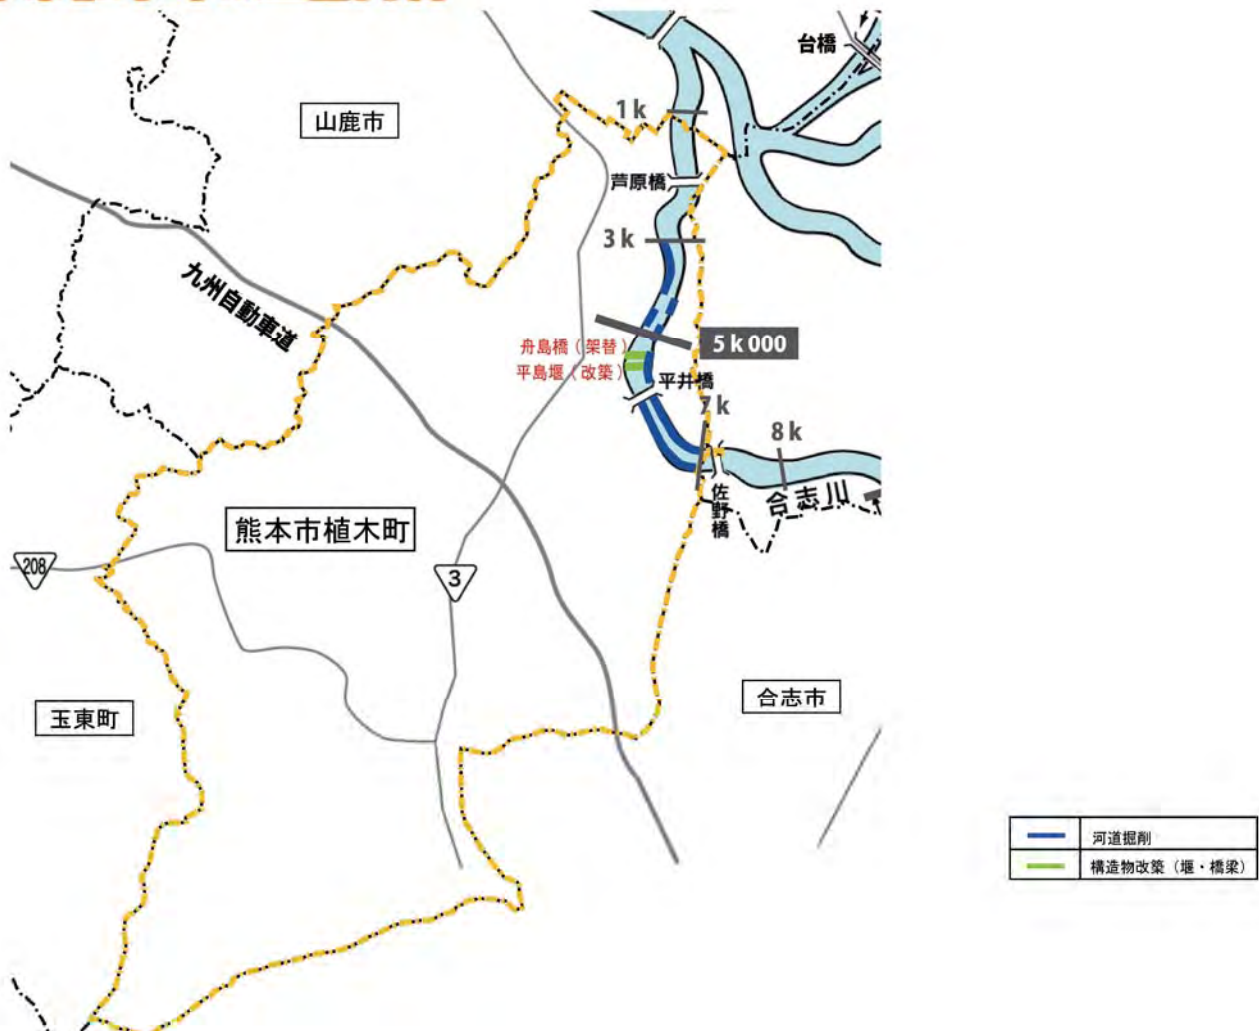 台橋
1k
山鹿市
芦原橋
3k
九州自動車道
5k000
舟島橋(架替)
平島堰(改築)
平井橋
7k
8k
佐野橋
合志川
熊本市植木町
208
3
合志市
玉東町
河道掘削
構造物改築(堰・橋梁)